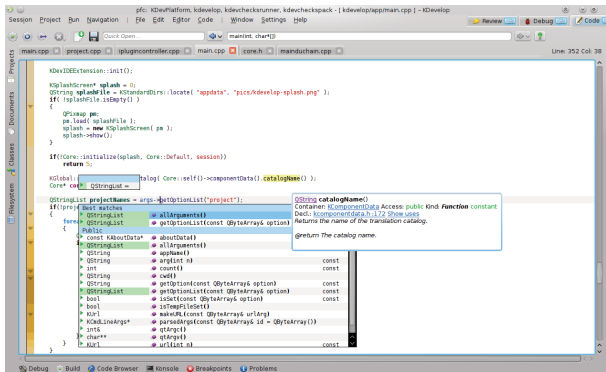 pfc: KDevPlatform, kdevelop, kdevchecksrunner, kdevcheckspack - [ kdevelop/app/main.cpp ] - KDevelop
Session Project Run Navigation | File Edit Editor Code | Window Settings Help Review Debug Code
Quick Open... main(int, char*[])
main.cpp project.cpp iplugincontroller.cpp main.cpp core.h mainduchain.cpp Line: 352 Col: 38
Projects
Documents
Classes
Filesystem
KDevIDEExtension::init();
KSplashScreen* splash = 0;
QString splashFile = KStandardDirs::locate( "appdata", "pics/kdevelop-splash.png" );
if( !splashFile.isEmpty() )
{
QPixmap pm;
pm.load( splashFile );
splash = new KSplashScreen( pm );
splash->show();
}
if(!Core::initialize(splash, Core::Default, session))
return 5;
KGlobal: talog( Core::self()->componentData().catalogName() );
Core* co QStringList =
QStringList projectNames = args->getOptionList("project");
if(!proje
{
forea
{
}
}
Best matches
QStringList allArguments()
QStringList getOptionList(const QByteArray& option) const
Public
const KAboutData* aboutData()
QStringList allArguments()
QString appName()
QString arg(int n) const
int count() const
QString cwd()
QString getOption(const QByteArray& option) const
QStringList getOptionList(const QByteArray& option) const
bool isSet(const QByteArray& option) const
bool isTempFileSet()
KUrl makeURL(const QByteArray& urlArg)
KCmdLineArgs* parsedArgs(const QByteArray& id = QByteArray())
int& qtArgc()
char** qtArgv()
KUrl url(int n) const
QString catalogName()
Container: KComponentData Access: public Kind: Function constant
Decl.: kcomponentdata.h :172 Show uses
Returns the name of the translation catalog.
@return The catalog name.
Debug Build Code Browser Konsole Breakpoints Problems